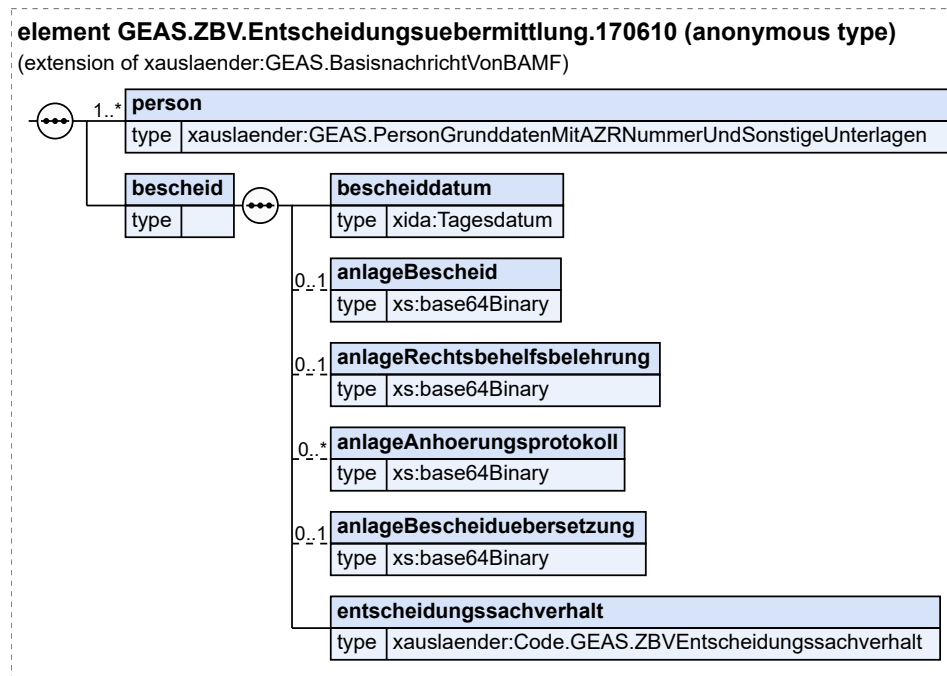 element GEAS.ZBV.Entscheidungsuebermittlung.170610 (anonymous type)
(extension of xauslaender:GEAS.BasisnachrichtVonBAMF)
1..*
person
type xauslaender:GEAS.PersonGrunddatenMitAZRNummerUndSonstigeUnterlagen
bescheid
type
bescheiddatum
type xida:Tagesdatum
0..1
anlageBescheid
type xs:base64Binary
0..1
anlageRechtsbehelfsbelehrung
type xs:base64Binary
0..*
anlageAnhoerungsprotokoll
type xs:base64Binary
0..1
anlageBescheiduebersetzung
type xs:base64Binary
entscheidungssachverhalt
type xauslaender:Code.GEAS.ZBVEntscheidungssachverhalt